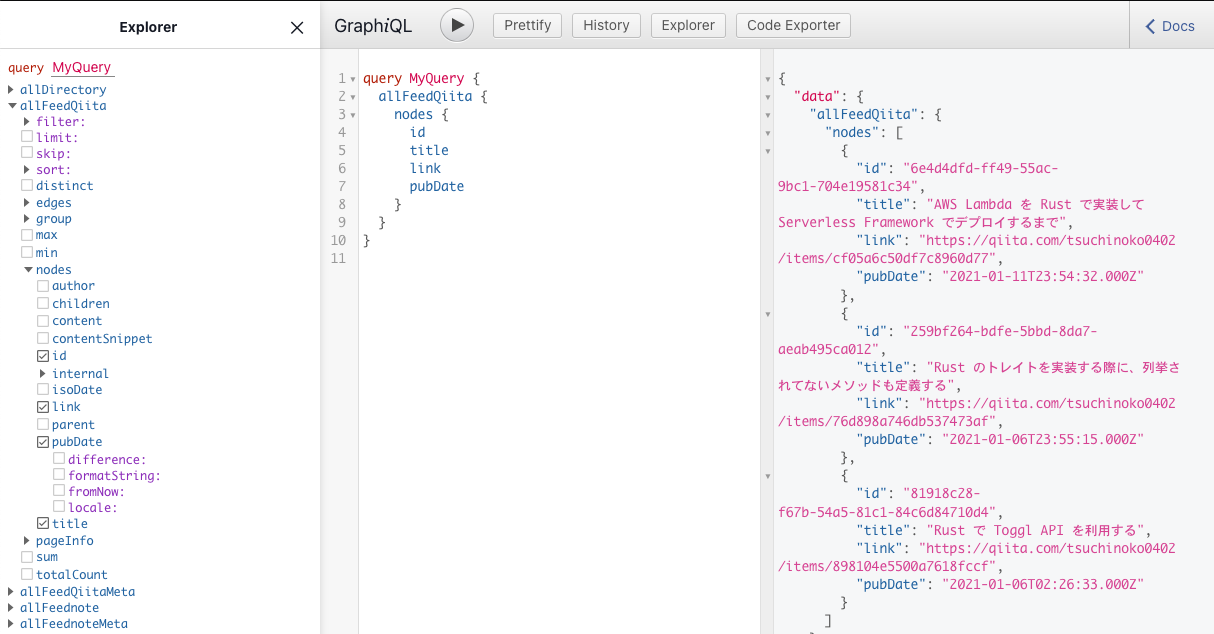 Explorer
GraphiQL
Prettify
History
Explorer
Code Exporter
Docs
query MyQuery
allDirectory
allFeedQiita
filter:
limit:
skip:
sort:
distinct
edges
group
max
min
nodes
author
children
content
contentSnippet
id
internal
isoDate
link
parent
pubDate
difference:
formatString:
fromNow:
locale:
title
pageInfo
sum
totalCount
allFeedQiitaMeta
allFeednote
allFeednoteMeta
1 query MyQuery {
2 allFeedQiita {
3 nodes {
4 id
5 title
6 link
7 pubDate
8 }
9 }
10 }
11
{
"data": {
"allFeedQiita": {
"nodes": [
{
"id": "6e4d4dfd-ff49-55ac-
9bc1-704e19581c34",
"title": "AWS Lambda を Rust で実装して
Serverless Framework でデプロイするまで",
"link": "https://qiita.com/tsuchinoko0402
/items/cf05a6c50df7c8960d77",
"pubDate": "2021-01-11T23:54:32.000Z"
},
{
"id": "259bf264-bdfe-5bbd-8da7-
aeab495ca012",
"title": "Rust のトレイトを実装する際に、列挙さ
れてないメソッドも定義する",
"link": "https://qiita.com/tsuchinoko0402
/items/76d898a746db537473af",
"pubDate": "2021-01-06T23:55:15.000Z"
},
{
"id": "81918c28-
f67b-54a5-81c1-84c6d84710d4",
"title": "Rust で Toggl API を利用する",
"link": "https://qiita.com/tsuchinoko0402
/items/898104e5500a7618fccf",
"pubDate": "2021-01-06T02:26:33.000Z"
}
]